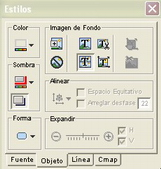 Estilos
Color
Imagen de Fondo
Sombra
Alinear
Espacio Equitativo
Arreglar desfase 22
Forma
Expandir
H
V
Fuente Objeto Línea Cmap